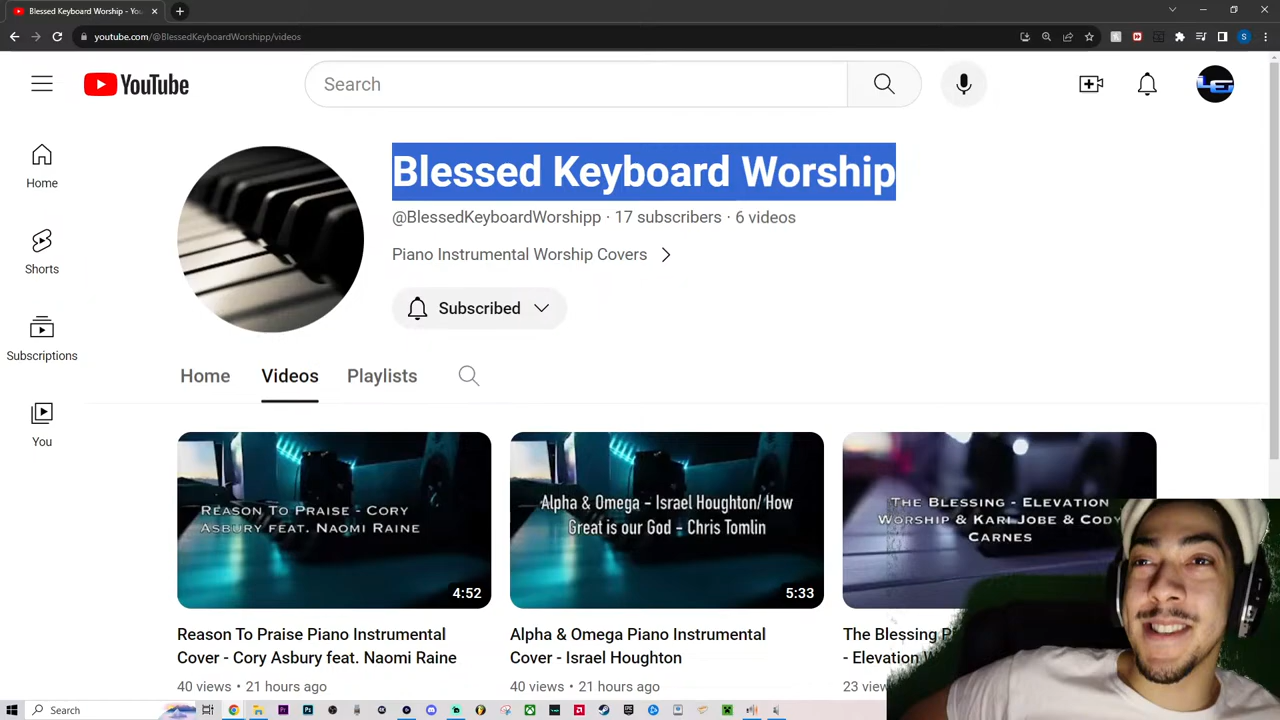 Blessed Keyboard Worship - Yo
youtube.com/@BlessedKeyboardWorshipp/videos
S
YouTube
Search
LEJ
Home
Shorts
Subscriptions
You
Blessed Keyboard Worship
@BlessedKeyboardWorshipp · 17 subscribers · 6 videos
Piano Instrumental Worship Covers
Subscribed
Home
Videos
Playlists
Reason To Praise - Cory
Asbury feat. Naomi Raine
4:52
Alpha & Omega - Israel Houghton/ How
Great is our God - Chris Tomlin
5:33
The Blessing - Elevation
Worship & Kari Jobe & Cody
Carnes
Reason To Praise Piano Instrumental
Cover - Cory Asbury feat. Naomi Raine
40 views • 21 hours ago
Alpha & Omega Piano Instrumental
Cover - Israel Houghton
40 views • 21 hours ago
The Blessing
- Elevation
23 views
Search